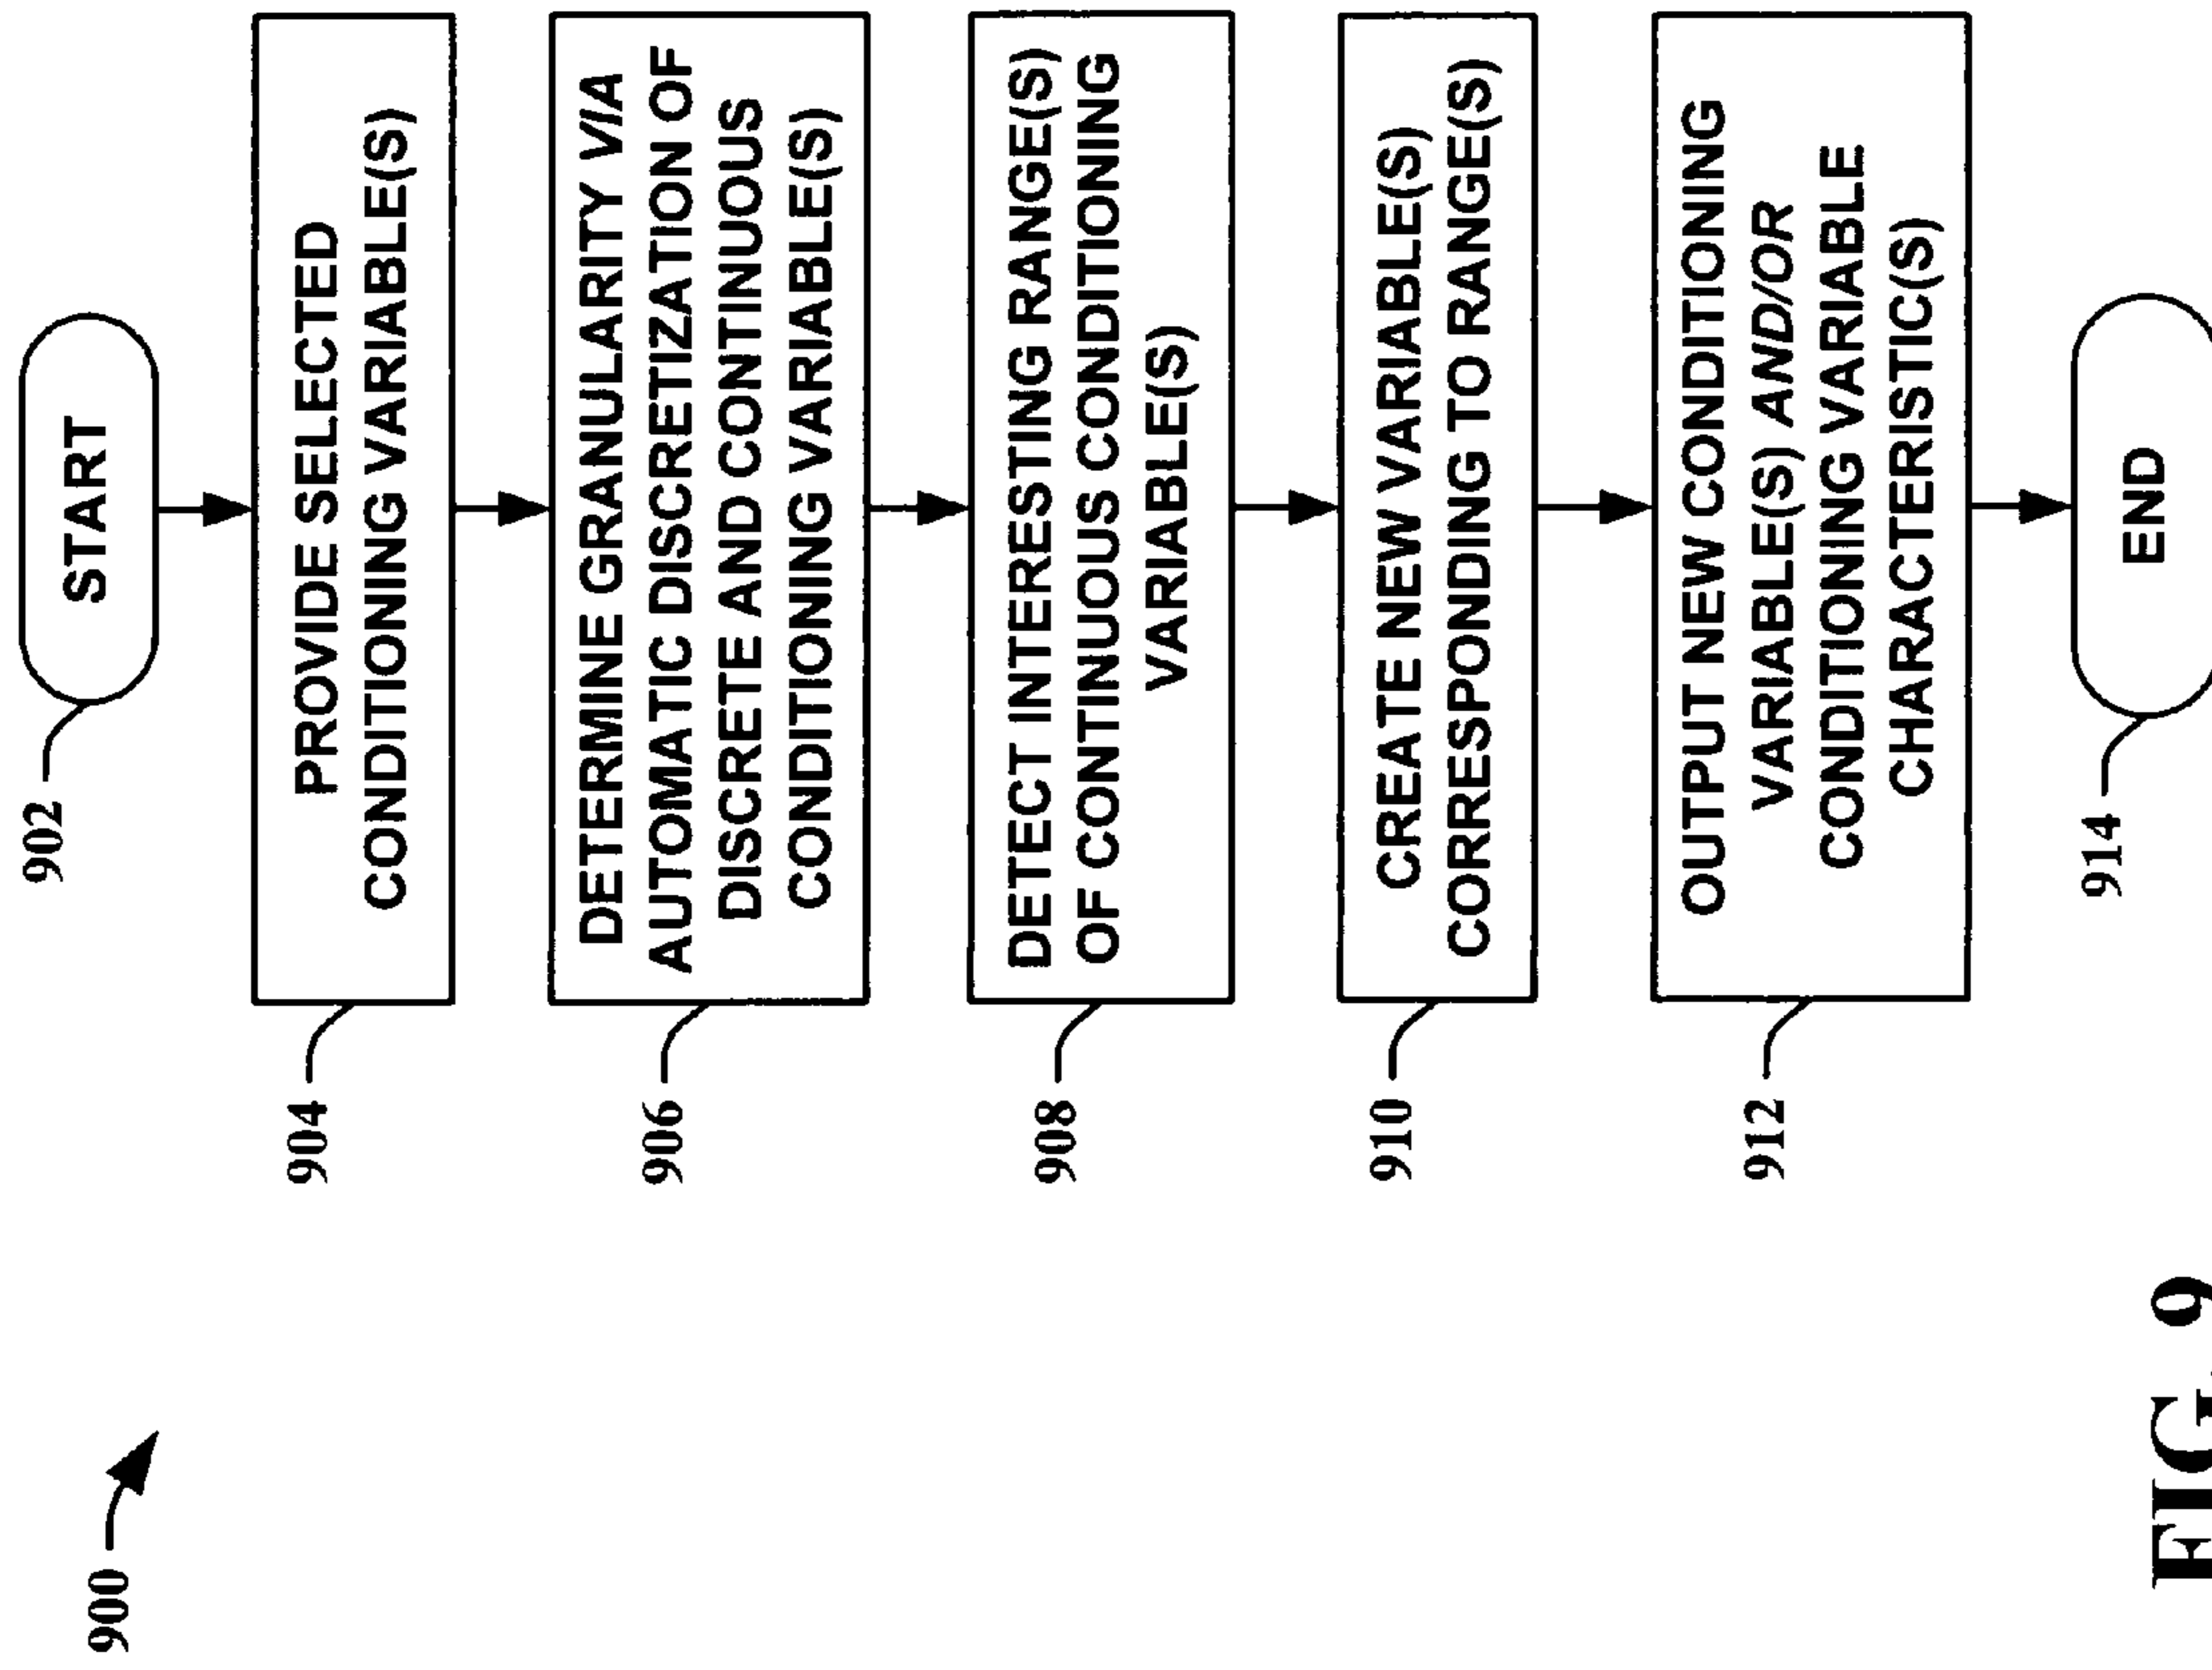 900
902
START
904
PROVIDE SELECTED
CONDITIONING VARIABLE(S)
906
DETERMINE GRANULARITY VIA
AUTOMATIC DISCRETIZATION OF
DISCRETE AND CONTINUOUS
CONDITIONING VARIABLE(S)
908
DETECT INTERESTING RANGE(S)
OF CONTINUOUS CONDITIONING
VARIABLE(S)
910
CREATE NEW VARIABLE(S)
CORRESPONDING TO RANGE(S)
912
OUTPUT NEW CONDITIONING
VARIABLE(S) AND/OR
CONDITIONING VARIABLE
CHARACTERISTIC(S)
914
END
FIG. 9